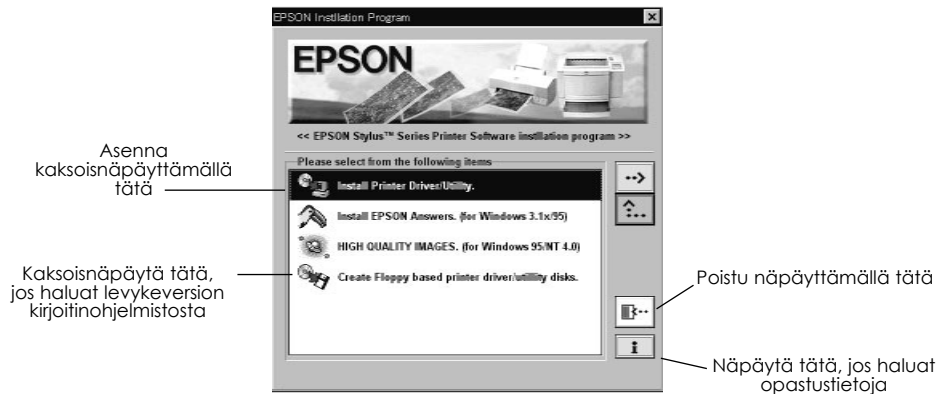 EPSON Instllation Program
EPSON
<< EPSON Stylus™ Series Printer Software instllation program >>
Please select from the following items
Install Printer Driver/Utility.
Install EPSON Answers. (for Windows 3.1x/95)
HIGH QUALITY IMAGES. (for Windows 95/NT 4.0)
Create Floppy based printer driver/utillity disks.
Asenna
kaksoisnäpäyttämällä
tätä
Kaksoisnäpäytä tätä,
jos haluat levykeversion
kirjoitinohjelmistosta
Poistu näpäyttämällä tätä
Näpäytä tätä, jos haluat
opastustietoja